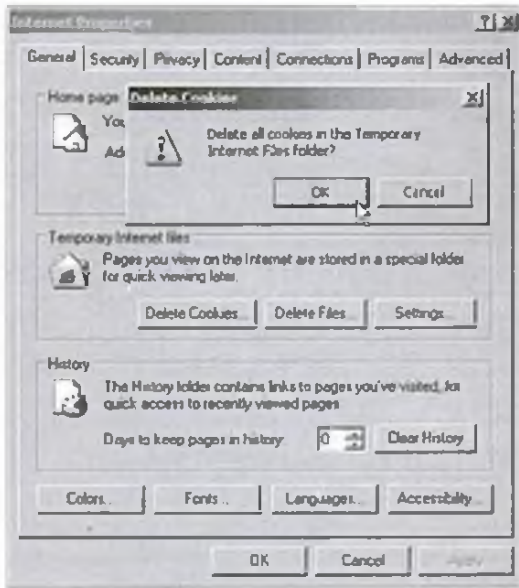 Internet Properties
General Security Privacy Content Connections Programs Advanced
Home page
Delete Cookies
Delete all cookies in the Temporary
Internet Files folder?
OK Cancel
Temporary Internet files
Pages you view on the Internet are stored in a special folder
for quick viewing later.
Delete Cookies... Delete Files... Settings...
History
The History folder contains links to pages you've visited, for
quick access to recently viewed pages
Days to keep pages in history: 0 Clear History
Colors... Fonts... Languages... Accessibility...
OK Cancel Apply